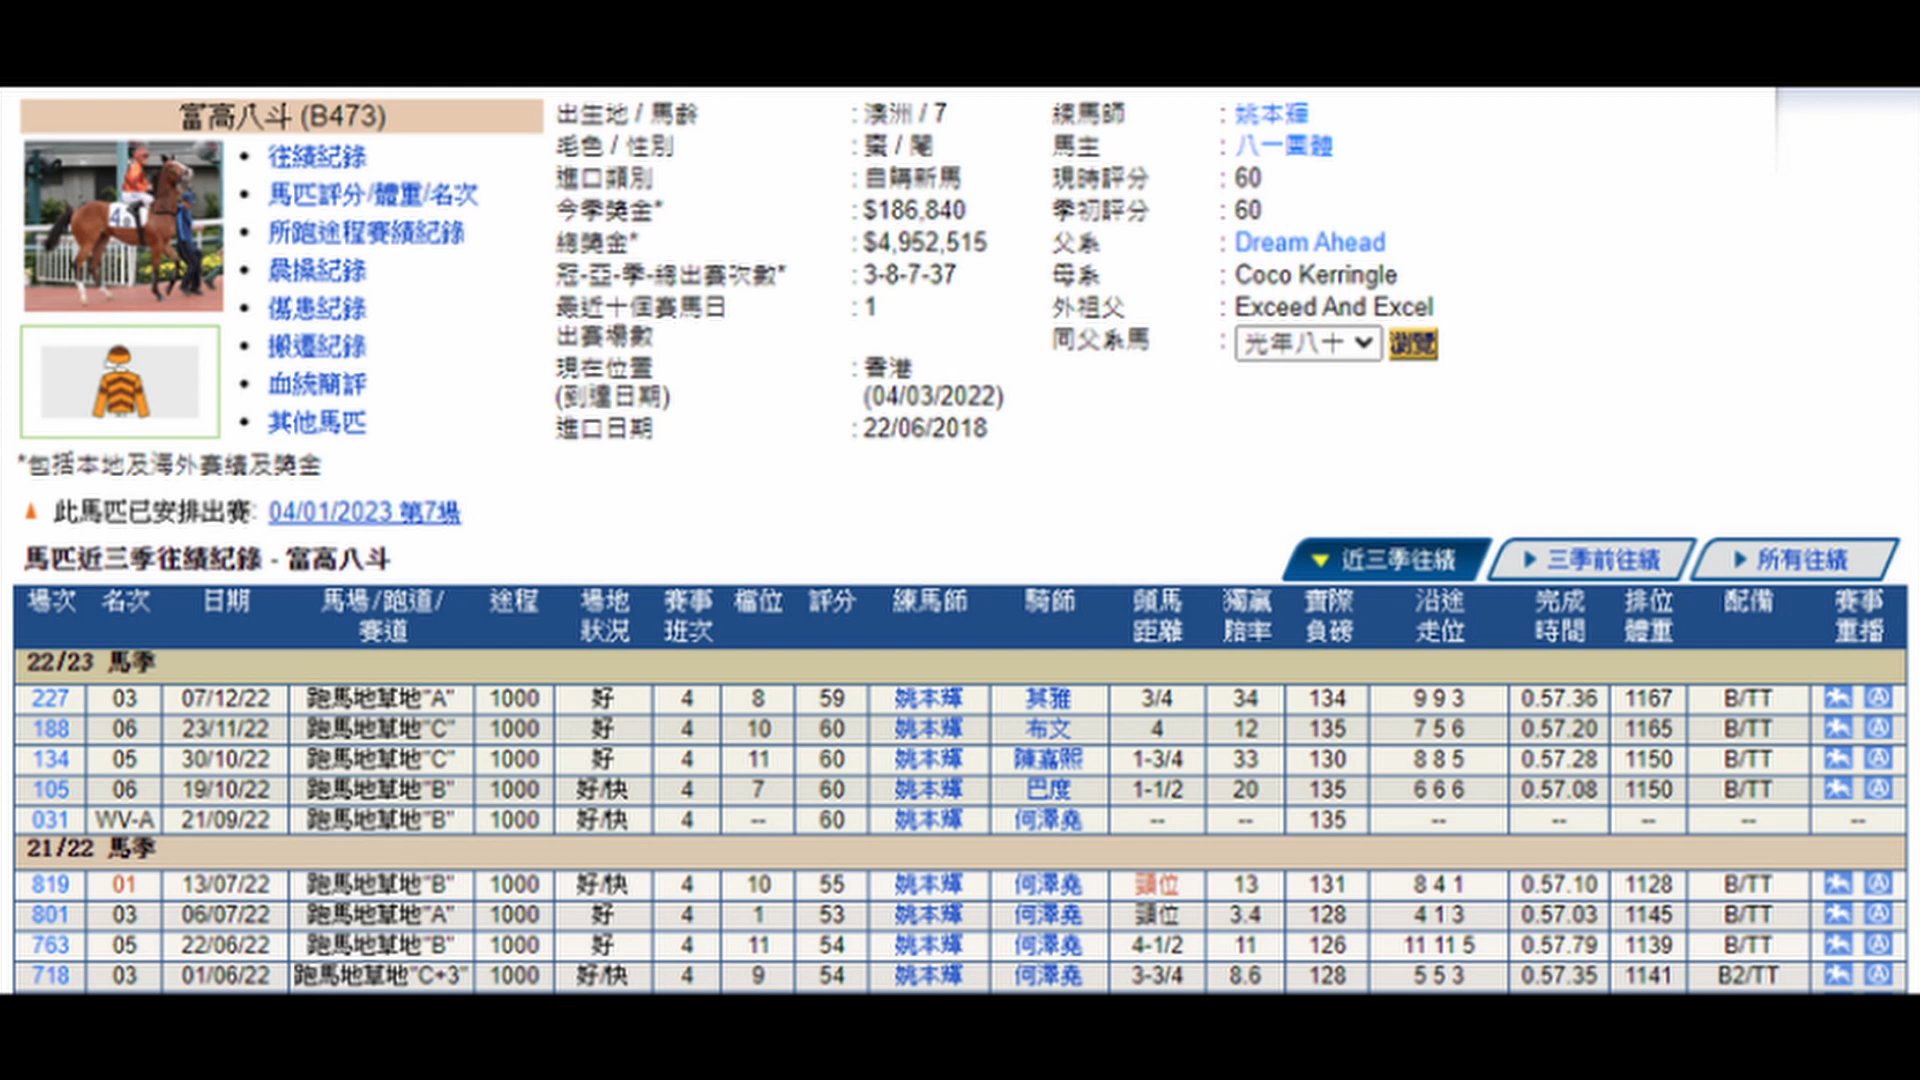 富高八斗 (B473)
• 往績紀錄
• 馬匹評分/體重/名次
• 所跑途程賽績紀錄
• 晨操紀錄
• 傷患紀錄
• 搬遷紀錄
• 血統簡評
• 其他馬匹
出生地 / 馬齡 : 澳洲 / 7
毛色 / 性別 : 棗 / 閹
進口類別 : 自購新馬
今季獎金* : $186,840
總獎金* : $4,952,515
冠-亞-季-總出賽次數* : 3-8-7-37
最近十個賽馬日 : 1
出賽場數
現在位置 : 香港
(到達日期) (04/03/2022)
進口日期 : 22/06/2018
練馬師 : 姚本輝
馬主 : 八一團體
現時評分 : 60
季初評分 : 60
父系 : Dream Ahead
母系 : Coco Kerringle
外祖父 : Exceed And Excel
同父系馬 : 光年八十 瀏覽
*包括本地及海外賽績及獎金
此馬匹已安排出賽: 04/01/2023 第7場
馬匹近三季往績紀錄 - 富高八斗
近三季往績 三季前往績 所有往績
場次 名次 日期 馬場/跑道/ 途程 場地 賽事 檔位 評分 練馬師 騎師 頭馬 獨贏 實際 沿途 完成 排位 配備 賽事
賽道 狀況 班次 距離 賠率 負磅 走位 時間 體重 重播
22/23 馬季
227 03 07/12/22 跑馬地草地"A" 1000 好 4 8 59 姚本輝 莫雅 3/4 34 134 9 9 3 0.57.36 1167 B/TT
188 06 23/11/22 跑馬地草地"C" 1000 好 4 10 60 姚本輝 布文 4 12 135 7 5 6 0.57.20 1165 B/TT
134 05 30/10/22 跑馬地草地"C" 1000 好 4 11 60 姚本輝 陳嘉熙 1-3/4 33 130 8 8 5 0.57.28 1150 B/TT
105 06 19/10/22 跑馬地草地"B" 1000 好/快 4 7 60 姚本輝 巴度 1-1/2 20 135 6 6 6 0.57.08 1150 B/TT
031 WV-A 21/09/22 跑馬地草地"B" 1000 好/快 4 -- 60 姚本輝 何澤堯 -- -- 135 -- -- -- -- --
21/22 馬季
819 01 13/07/22 跑馬地草地"B" 1000 好/快 4 10 55 姚本輝 何澤堯 頸位 13 131 8 4 1 0.57.10 1128 B/TT
801 03 06/07/22 跑馬地草地"A" 1000 好 4 1 53 姚本輝 何澤堯 頸位 3.4 128 4 1 3 0.57.03 1145 B/TT
763 05 22/06/22 跑馬地草地"B" 1000 好 4 11 54 姚本輝 何澤堯 4-1/2 11 126 11 11 5 0.57.79 1139 B/TT
718 03 01/06/22 跑馬地草地"C+3" 1000 好/快 4 9 54 姚本輝 何澤堯 3-3/4 8.6 128 5 5 3 0.57.35 1141 B2/TT